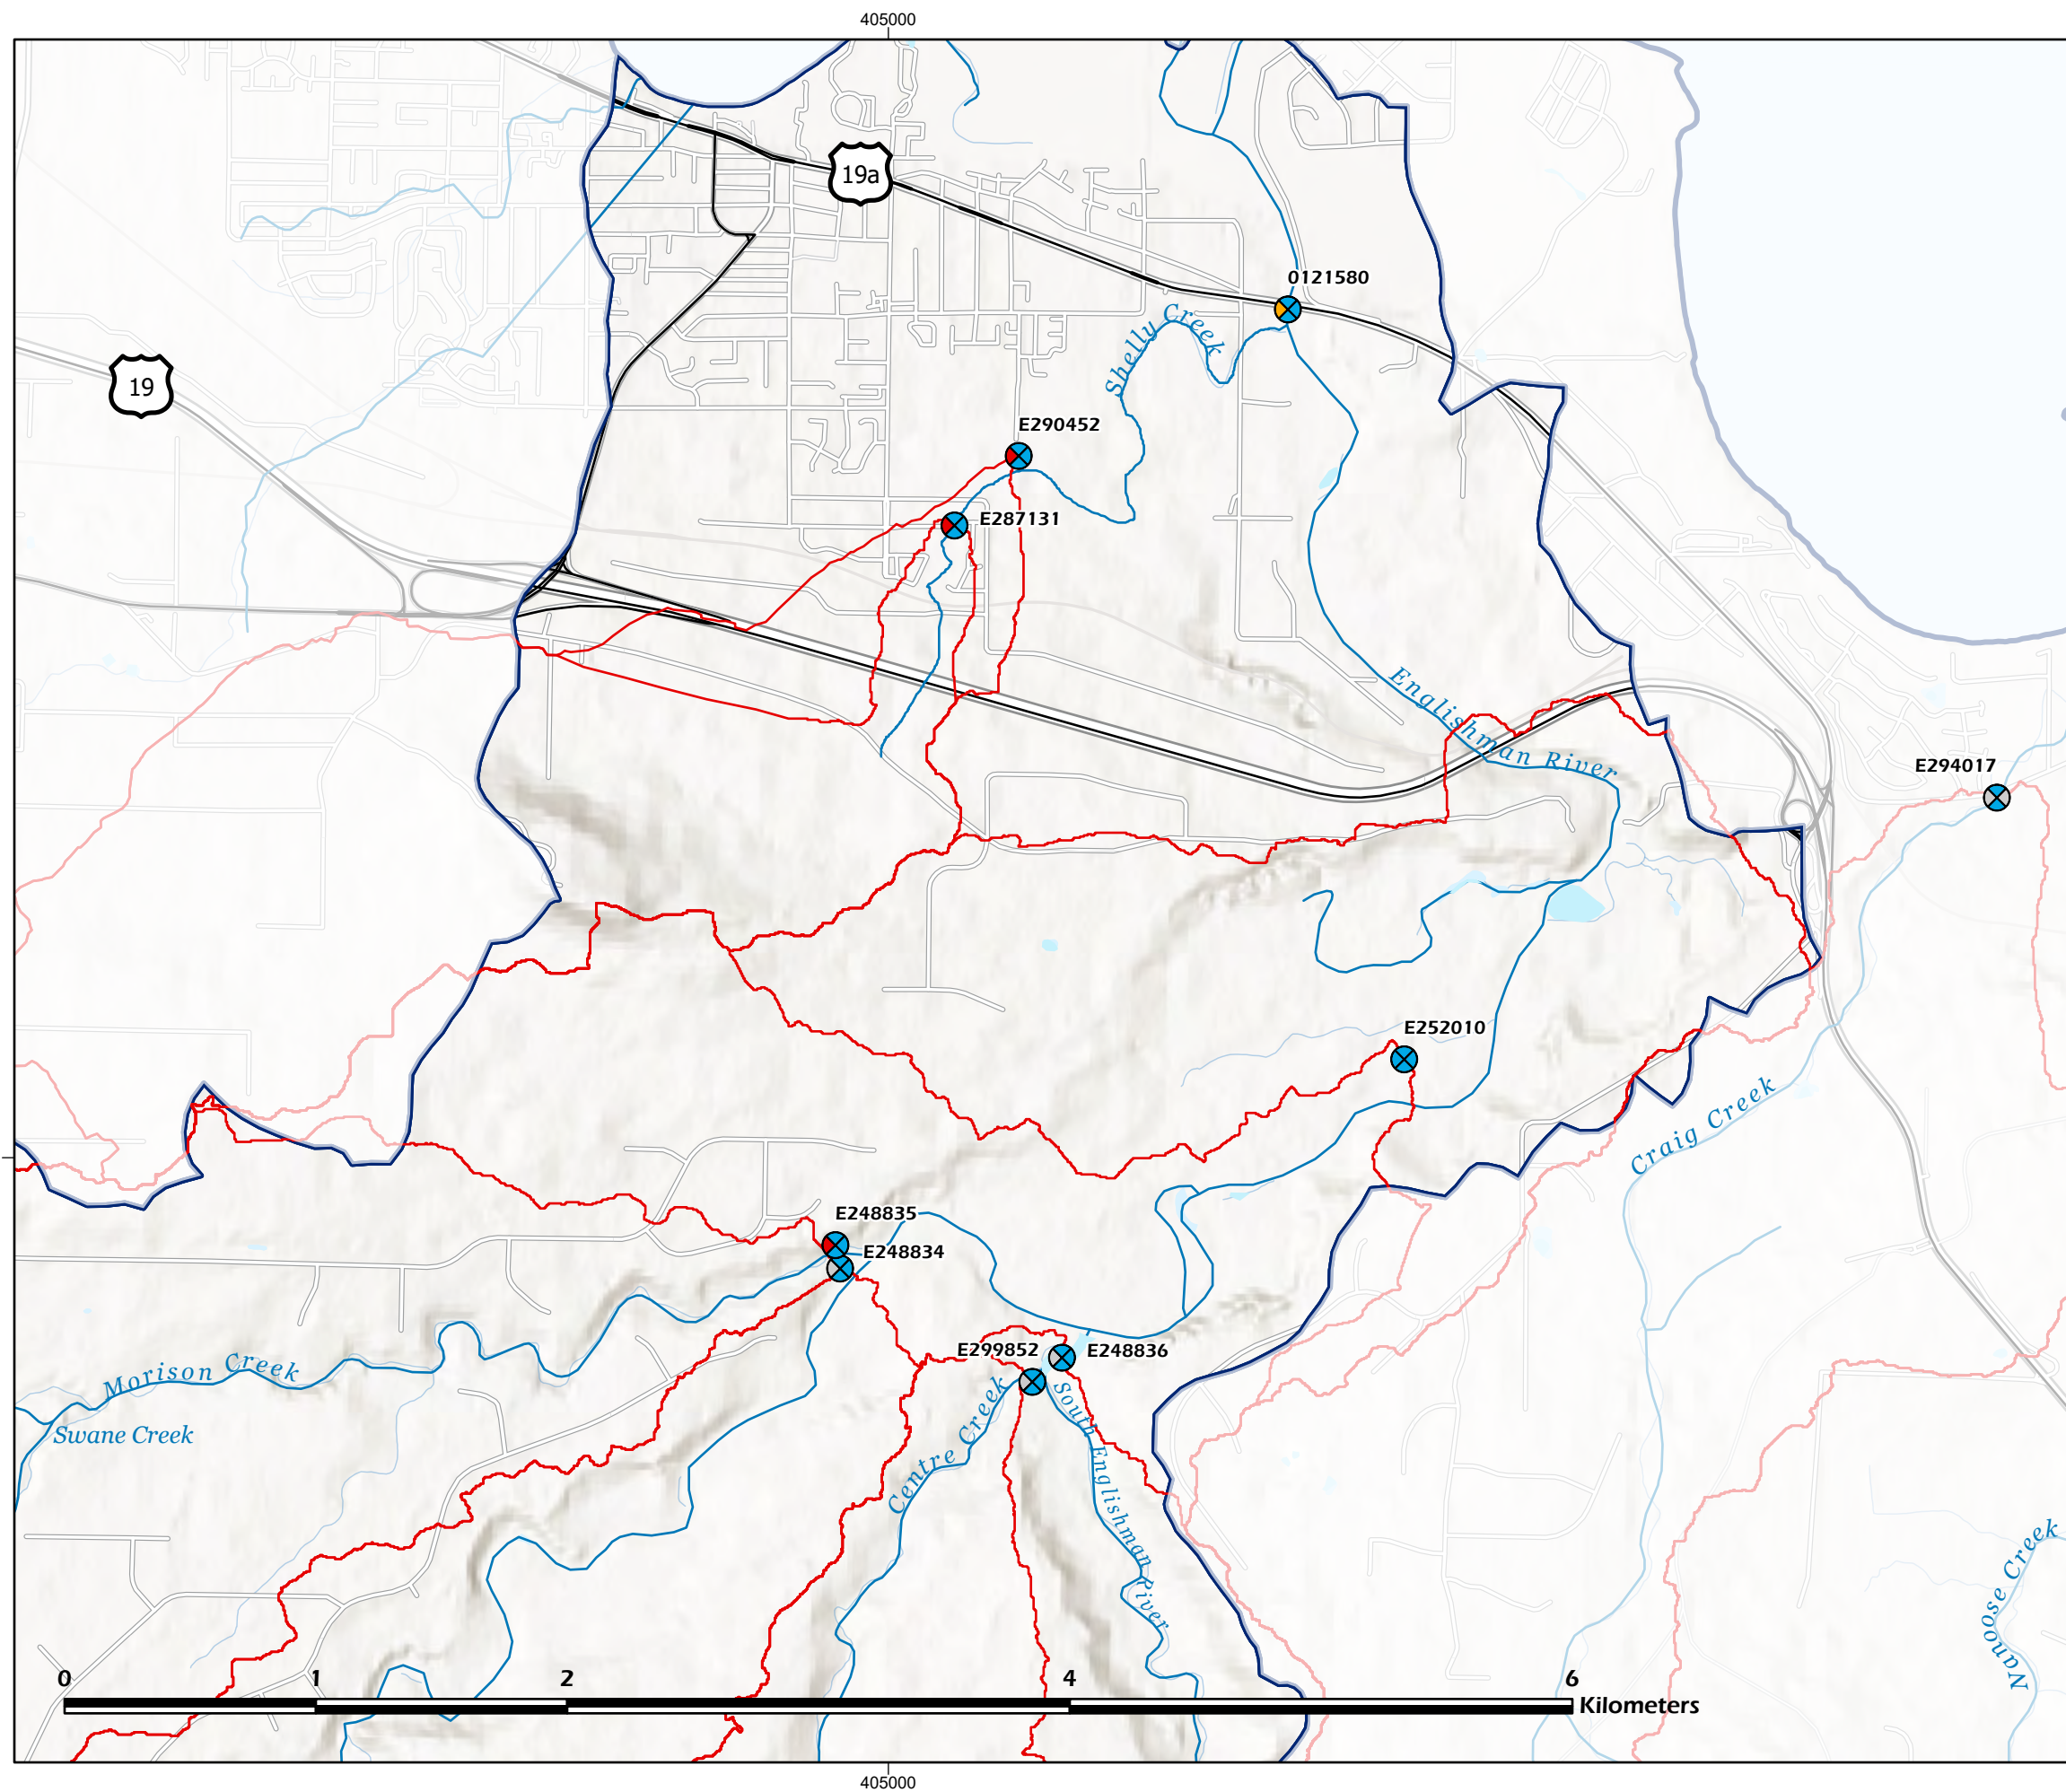 405000
19a
0121580
Shelly Creek
19
E290452
E287131
Englishman River
E294017
E252010
Craig Creek
E248835
E248834
E299852
E248836
Morison Creek
Swane Creek
Centre Creek
South Englishman River
Nanoose Creek
0 1 2 4 6
Kilometers
405000